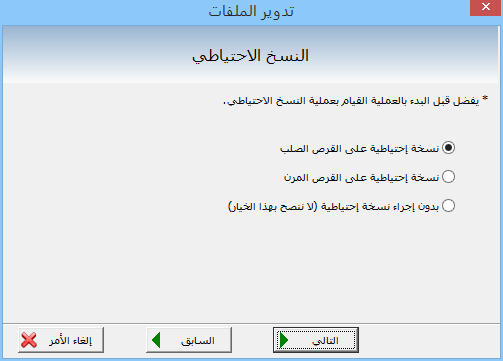 تدوير الملفات
النسخ الاحتياطي
* يفضل قبل البدء بالعملية القيام بعملية النسخ الاحتياطي.
نسخة إحتياطية على القرص الصلب
نسخة إحتياطية على القرص المرن
بدون إجراء نسخة إحتياطية (لا ننصح بهذا الخيار)
التالي
السابق
إلغاء الأمر